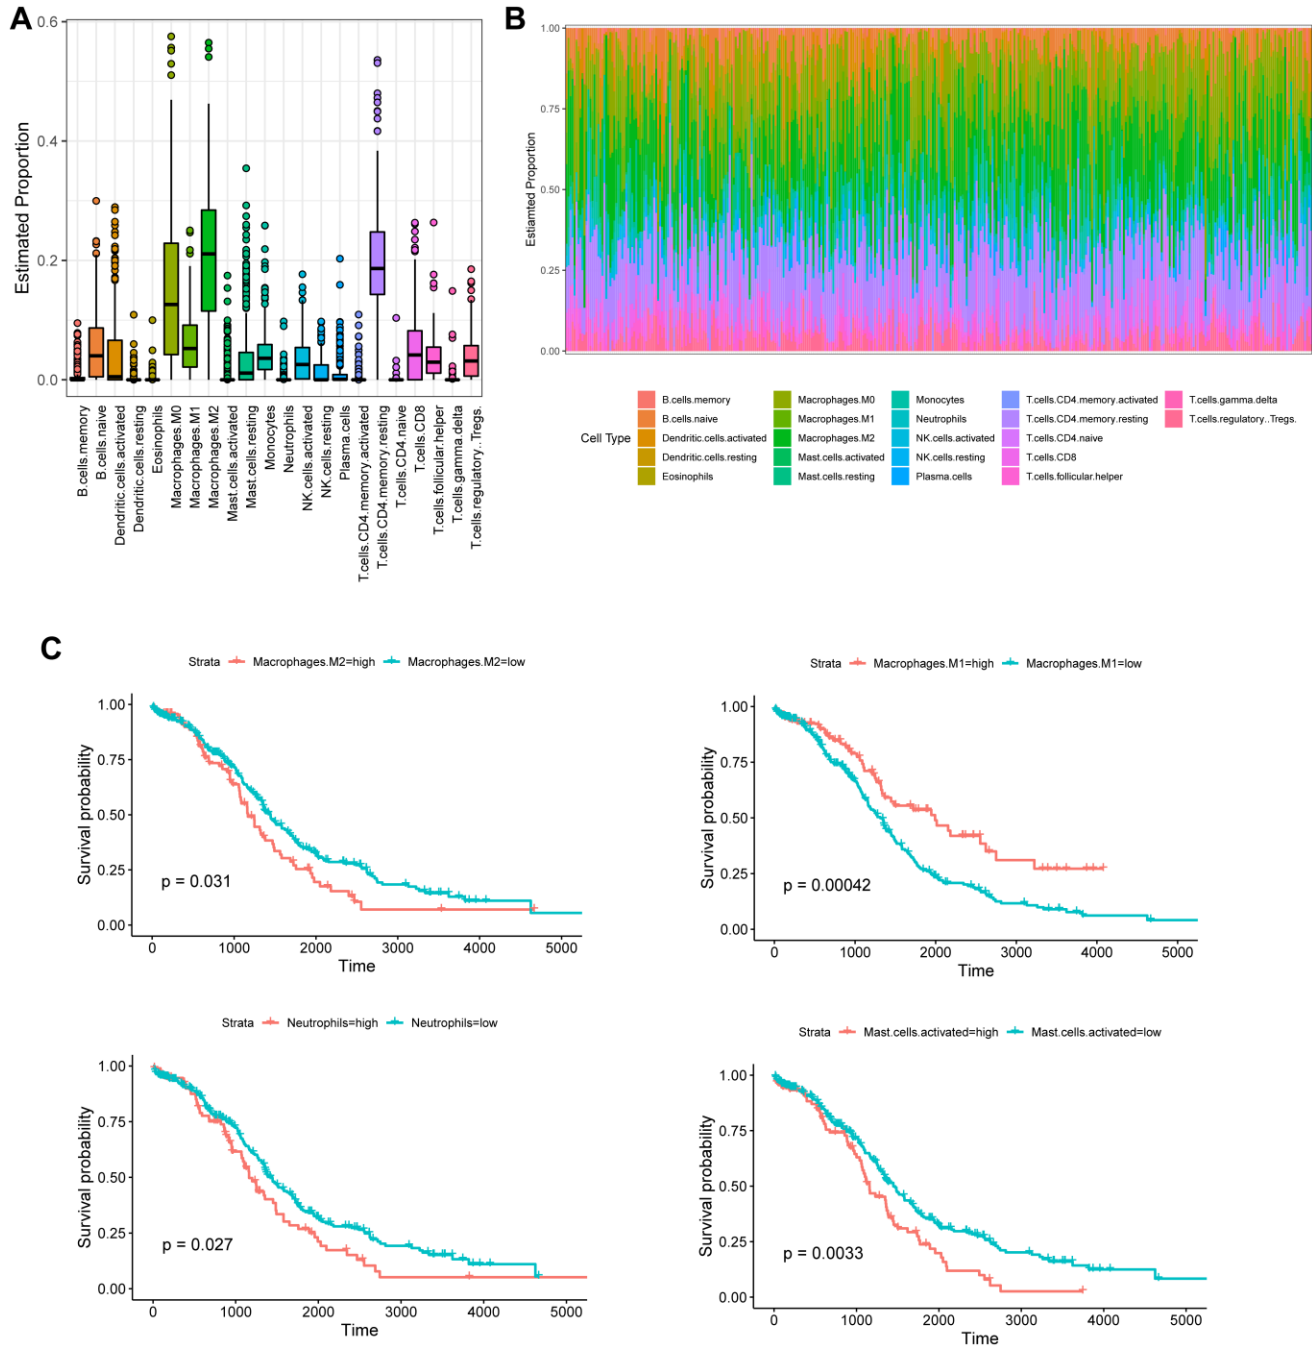 A
Estimated Proportion
0.6
0.4
0.2
0.0
B.cells.memory
B.cells.naive
Dendritic.cells.activated
Dendritic.cells.resting
Eosinophils
Macrophages.M0
Macrophages.M1
Macrophages.M2
Mast.cells.activated
Mast.cells.resting
Monocytes
Neutrophils
NK.cells.activated
NK.cells.resting
Plasma.cells
T.cells.CD4.memory.activated
T.cells.CD4.memory.resting
T.cells.CD4.naive
T.cells.CD8
T.cells.follicular.helper
T.cells.gamma.delta
T.cells.regulatory..Tregs.
B
Estiamted Proportion
1.00
0.75
0.50
0.25
0.00
Cell Type
B.cells.memory
B.cells.naive
Dendritic.cells.activated
Dendritic.cells.resting
Eosinophils
Macrophages.M0
Macrophages.M1
Macrophages.M2
Mast.cells.activated
Mast.cells.resting
Monocytes
Neutrophils
NK.cells.activated
NK.cells.resting
Plasma.cells
T.cells.CD4.memory.activated
T.cells.CD4.memory.resting
T.cells.CD4.naive
T.cells.CD8
T.cells.follicular.helper
T.cells.gamma.delta
T.cells.regulatory..Tregs.
C
Strata Macrophages.M2=high Macrophages.M2=low
Survival probability
1.00
0.75
0.50
0.25
0.00
p = 0.031
0 1000 2000 3000 4000 5000
Time
Strata Macrophages.M1=high Macrophages.M1=low
Survival probability
1.00
0.75
0.50
0.25
0.00
p = 0.00042
0 1000 2000 3000 4000 5000
Time
Strata Neutrophils=high Neutrophils=low
Survival probability
1.00
0.75
0.50
0.25
0.00
p = 0.027
0 1000 2000 3000 4000 5000
Time
Strata Mast.cells.activated=high Mast.cells.activated=low
Survival probability
1.00
0.75
0.50
0.25
0.00
p = 0.0033
0 1000 2000 3000 4000 5000
Time